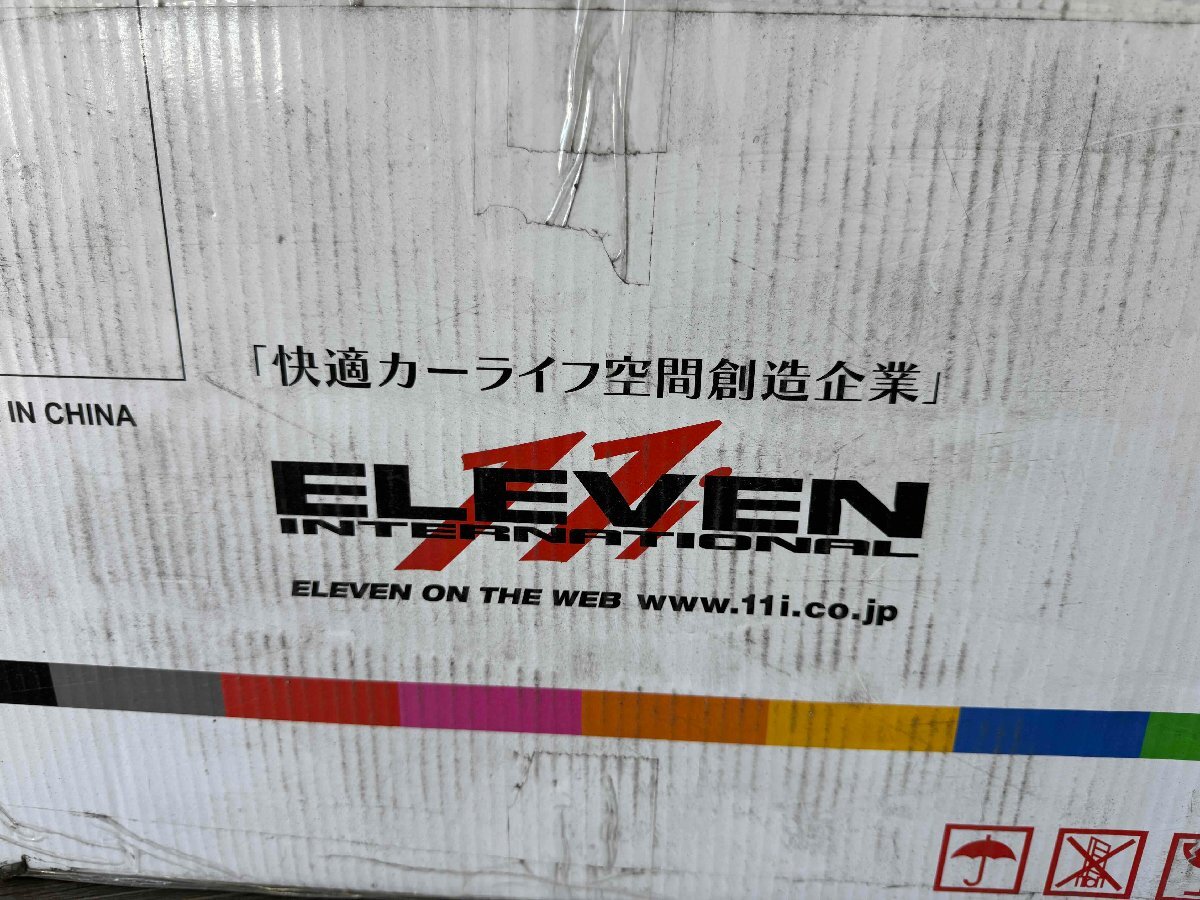 「快適カーライフ空間創造企業」
IN CHINA
11i
ELEVEN
INTERNATIONAL
ELEVEN ON THE WEB www.11i.co.jp